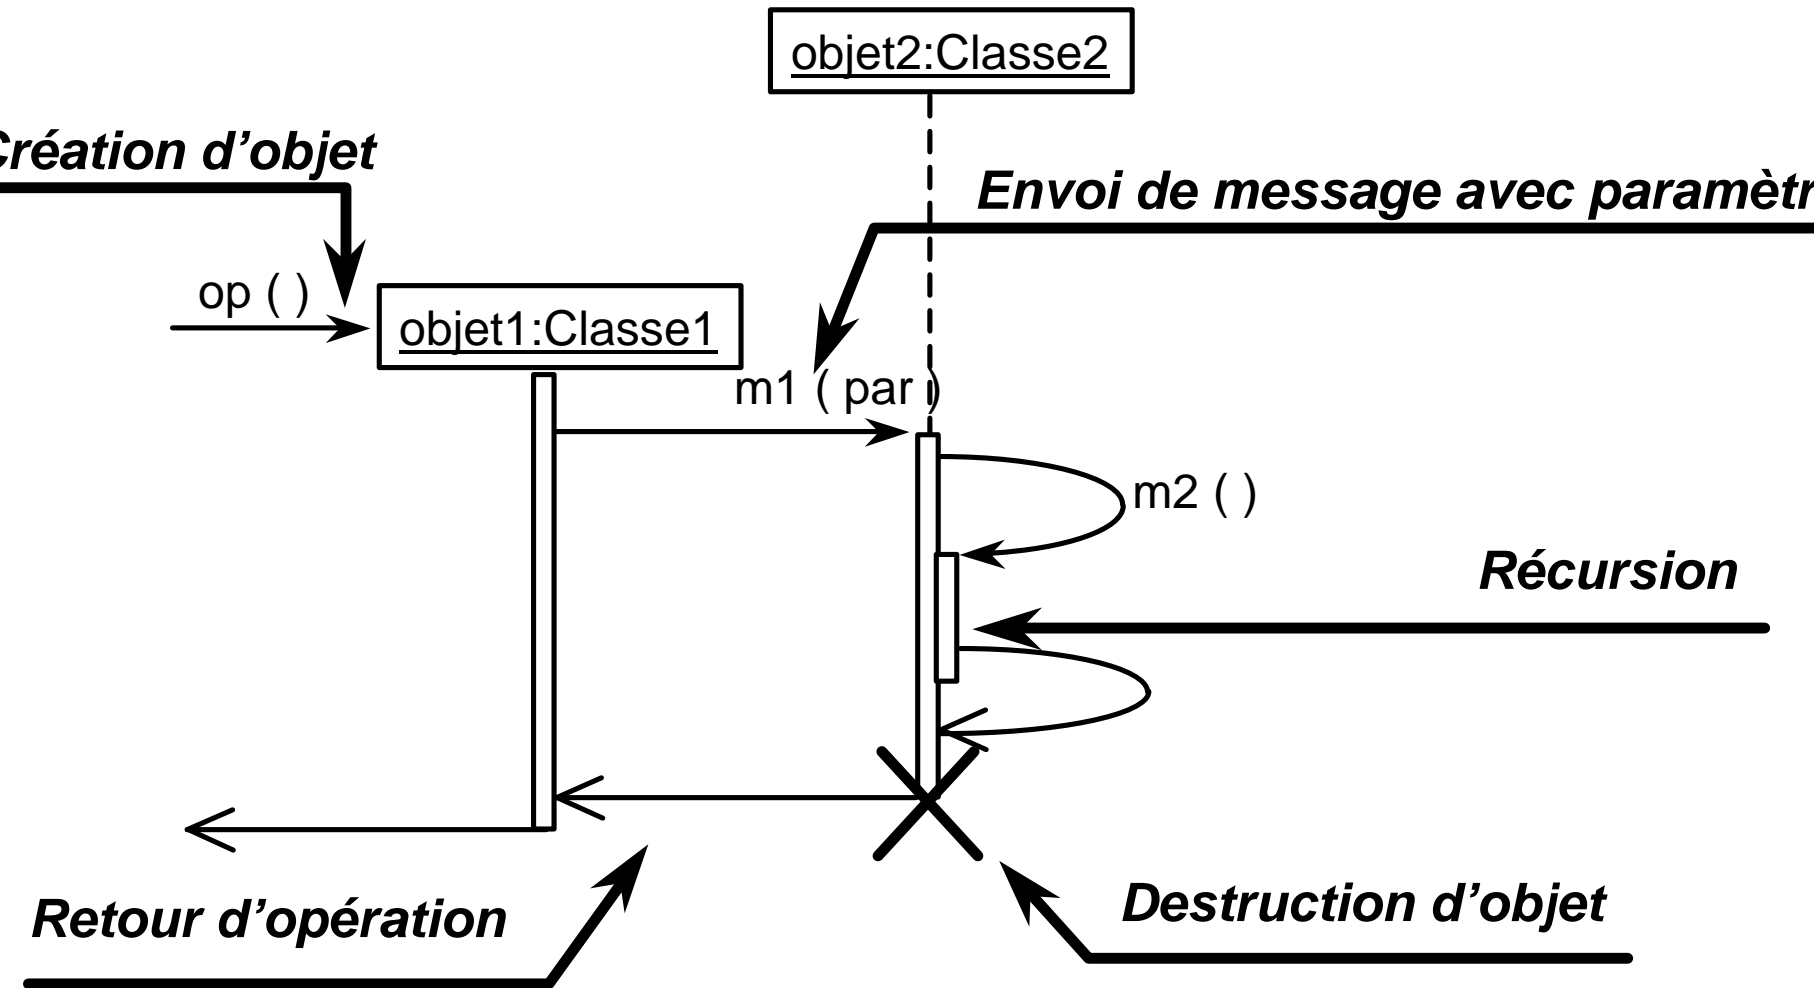 objet2:Classe2
Création d’objet
Envoi de message avec
op ( )
objet1:Classe1
m1 ( par )
m2 ( )
Récursion
Retour d’opération
Destruction d’objet